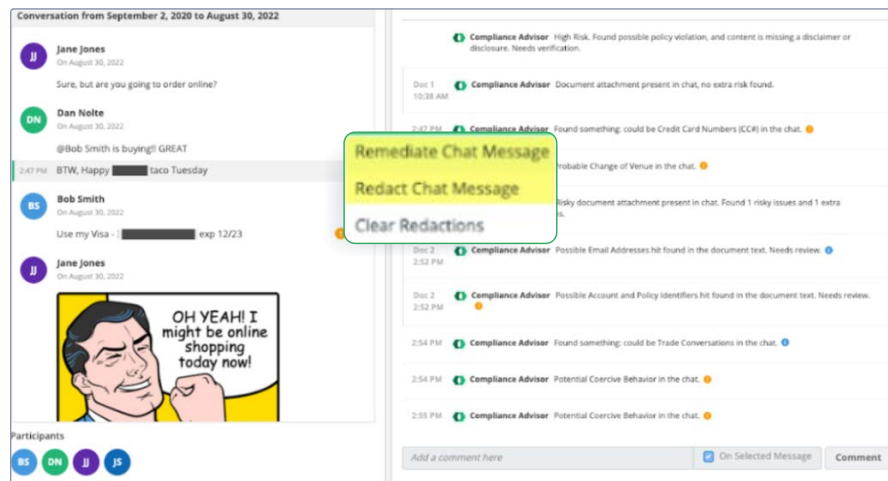 Conversation from September 2, 2020 to August 30, 2022
JJ
Jane Jones
On August 30, 2022
Sure, but are you going to order online?
DN
Dan Nolte
On August 30, 2022
@Bob Smith is buying!! GREAT
2:47 PM BTW, Happy taco Tuesday
BS
Bob Smith
On August 30, 2022
Use my Visa - exp 12/23
JJ
Jane Jones
On August 30, 2022
OH YEAH! I
might be online
shopping
today now!
Participants
BS DN JJ JS
Remediate Chat Message
Redact Chat Message
Clear Redactions
Compliance Advisor High Risk. Found possible policy violation, and content is missing a disclaimer or
disclosure. Needs verification.
Doc 1
10:38 AM
Compliance Advisor Document attachment present in chat, no extra risk found.
2:47 PM Compliance Advisor Found something: could be Credit Card Numbers (CC#) in the chat.
Probable Change of Venue in the chat.
Risky document attachment present in chat. Found 1 risky issues and 1 extra
Doc 2
2:52 PM
Compliance Advisor Possible Email Addresses hit found in the document text. Needs review.
Doc 2
2:52 PM
Compliance Advisor Possible Account and Policy Identifiers hit found in the document text. Needs review.
2:54 PM Compliance Advisor Found something: could be Trade Conversations in the chat.
2:54 PM Compliance Advisor Potential Coercive Behavior in the chat.
2:55 PM Compliance Advisor Potential Coercive Behavior in the chat.
Add a comment here
On Selected Message
Comment